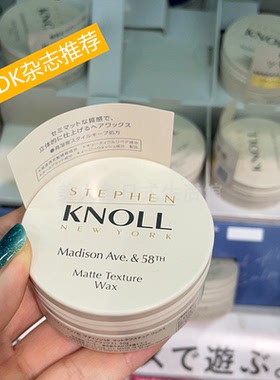 DK杂志推荐
セミマットな質感で、
立体的に仕上げるヘアワックス
STEPHEN
KNOLL
NEW YORK
Madison Ave. & 58TH
Matte Texture
Wax
スで遊ぶ